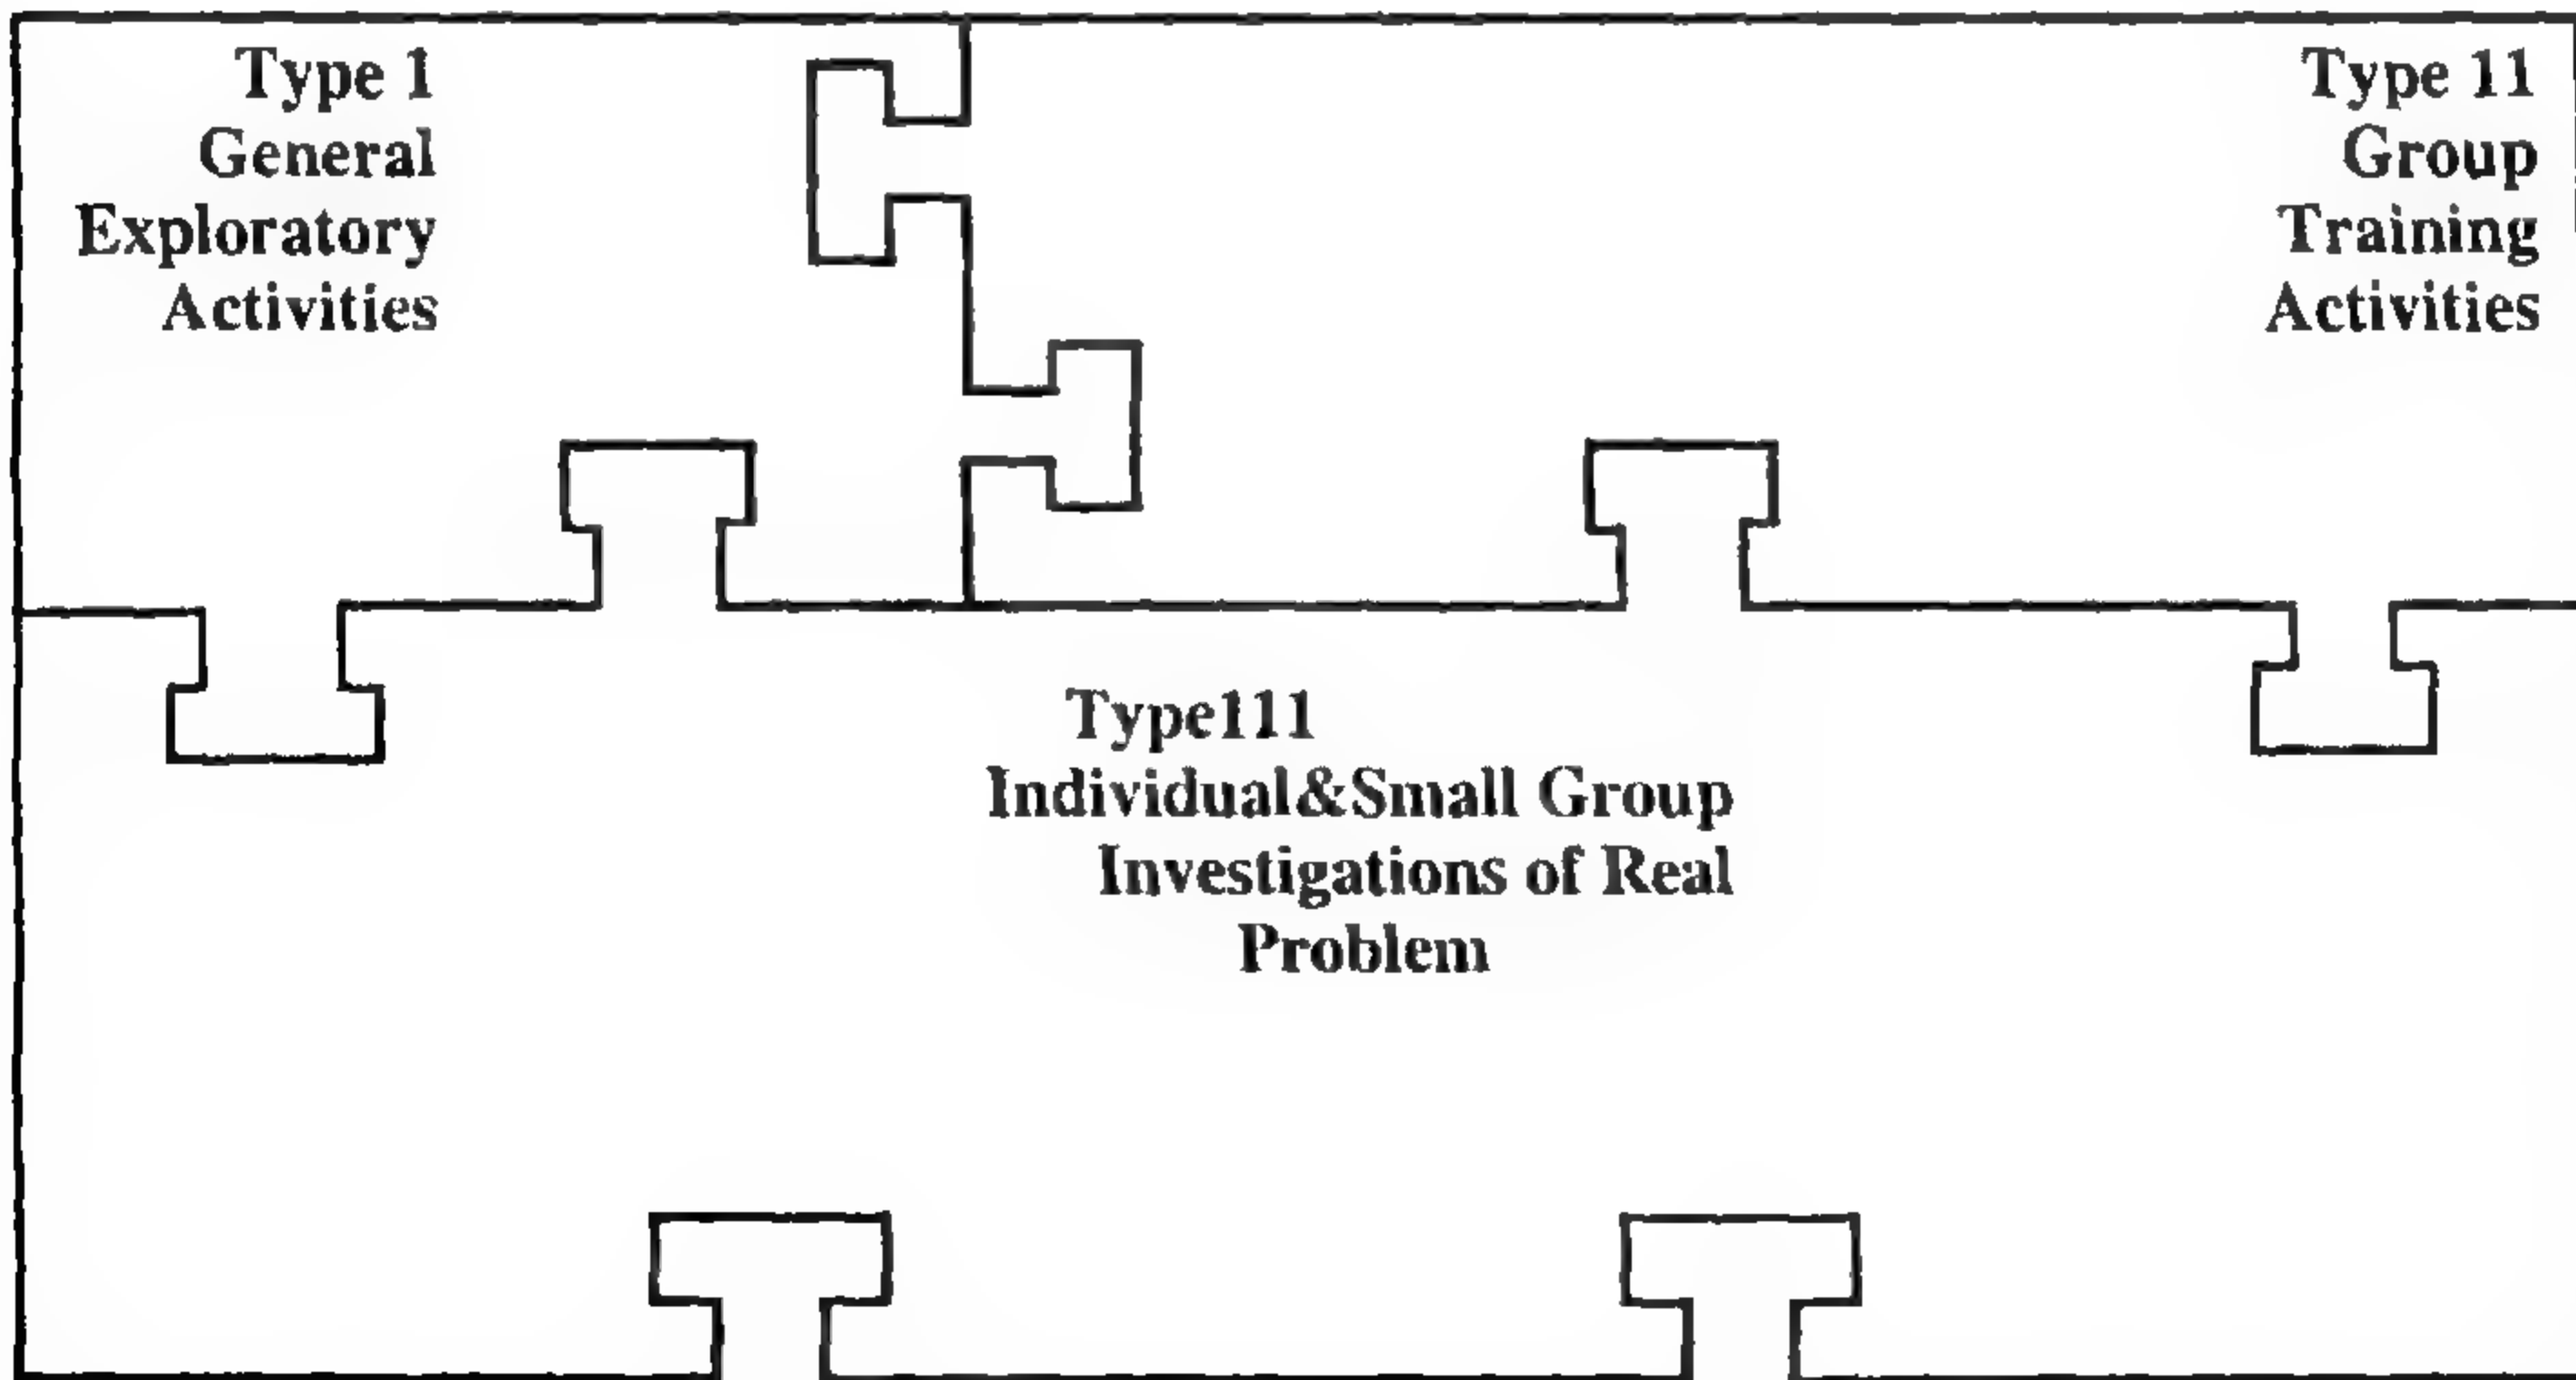 Type 1
General
Exploratory
Activities
Type 11
Group
Training
Activities
Type111
Individual&Small Group
Investigations of Real
Problem